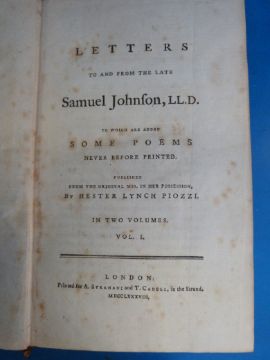 LETTERS
TO AND FROM THE LATE
Samuel Johnson, LL.D.
TO WHICH ARE ADDED
SOME POEMS
NEVER BEFORE PRINTED.
PUBLISHED
FROM THE ORIGINAL MSS. IN HER POSSESSION,
BY HESTER LYNCH PIOZZI.
IN TWO VOLUMES.
VOL. I.
LONDON:
Printed for A. STRAHAN; and T. CADELL, in the Strand.
MDCCLXXXVIII.